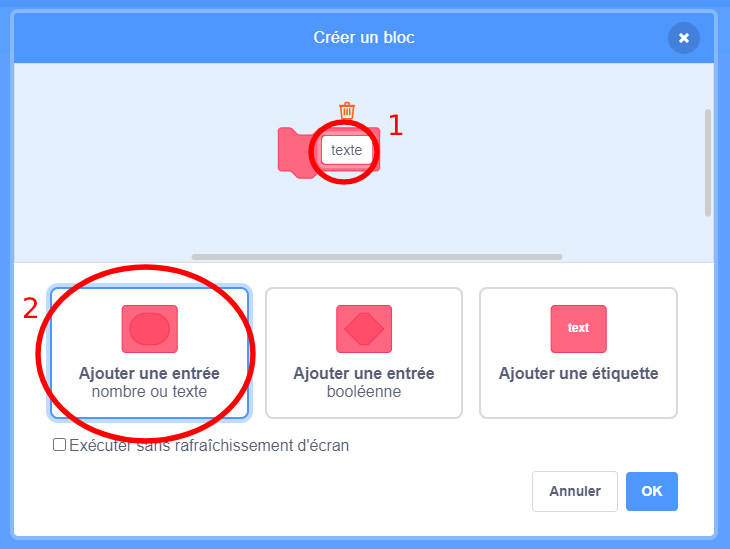 Créer un bloc
1
texte
2
text
Ajouter une entrée
nombre ou texte
Ajouter une entrée
booléenne
Ajouter une étiquette
Exécuter sans rafraîchissement d'écran
Annuler
OK